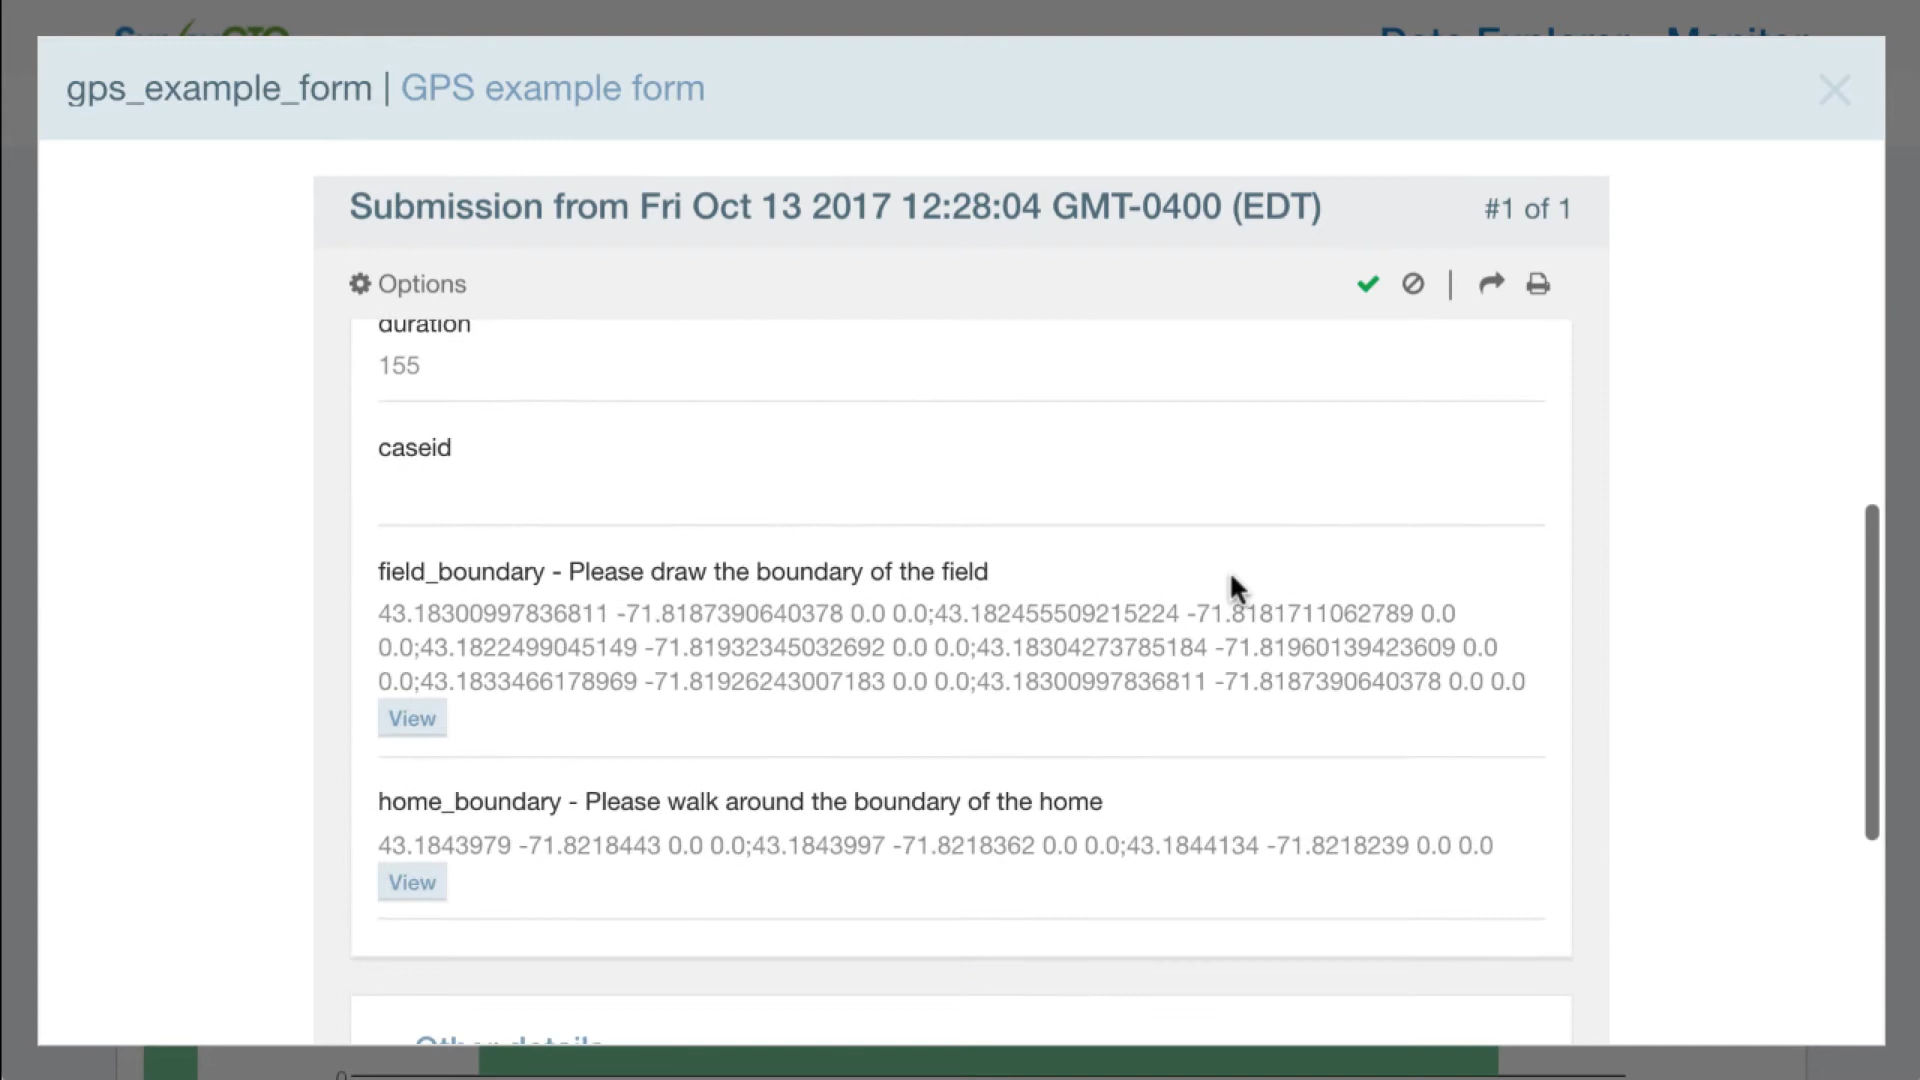 Data Explorer - Monitor
gps_example_form | GPS example form
Submission from Fri Oct 13 2017 12:28:04 GMT-0400 (EDT)
#1 of 1
Options
duration
155
caseid
field_boundary - Please draw the boundary of the field
43.18300997836811 -71.8187390640378 0.0 0.0;43.182455509215224 -71.8181711062789 0.0
0.0;43.1822499045149 -71.81932345032692 0.0 0.0;43.18304273785184 -71.81960139423609 0.0
0.0;43.1833466178969 -71.81926243007183 0.0 0.0;43.18300997836811 -71.8187390640378 0.0 0.0
View
home_boundary - Please walk around the boundary of the home
43.1843979 -71.8218443 0.0 0.0;43.1843997 -71.8218362 0.0 0.0;43.1844134 -71.8218239 0.0 0.0
View
Other details
0